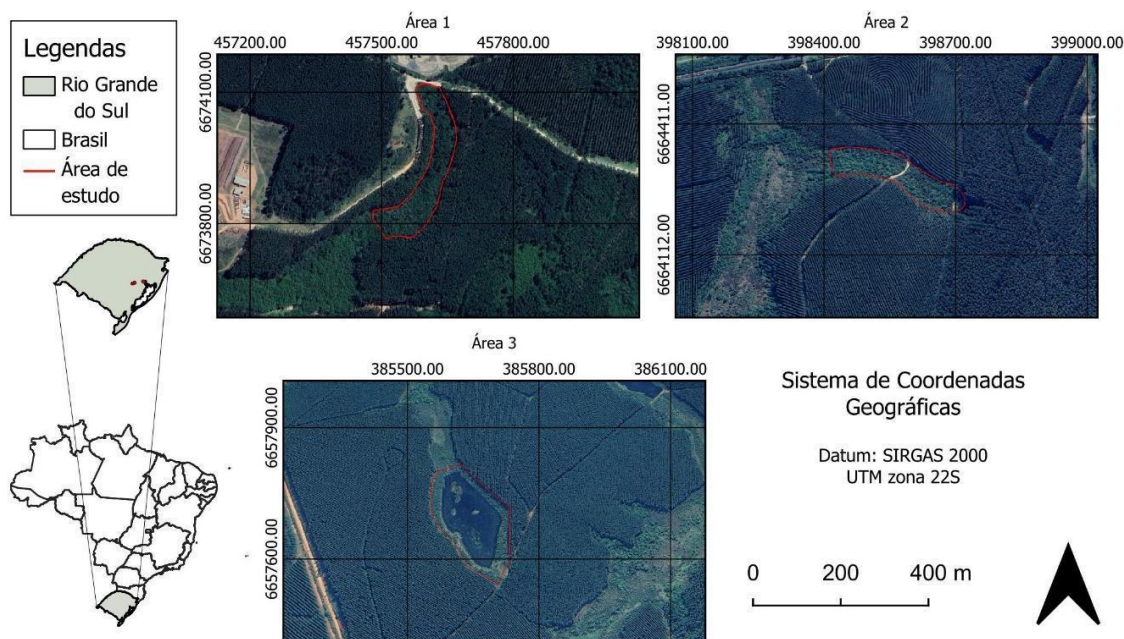 Legendas
Rio Grande
do Sul
Brasil
Área de
estudo
Área 1
457200.00
457500.00
457800.00
6674100.00
6673800.00
Área 2
398100.00
398400.00
398700.00
399000.00
6664411.00
6664112.00
Área 3
385500.00
385800.00
386100.00
6657900.00
6657600.00
Sistema de Coordenadas
Geográficas
Datum: SIRGAS 2000
UTM zona 22S
0
200
400 m